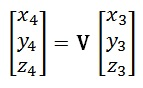 [x₄ y₄ z₄] = V [x₃ y₃ z₃]